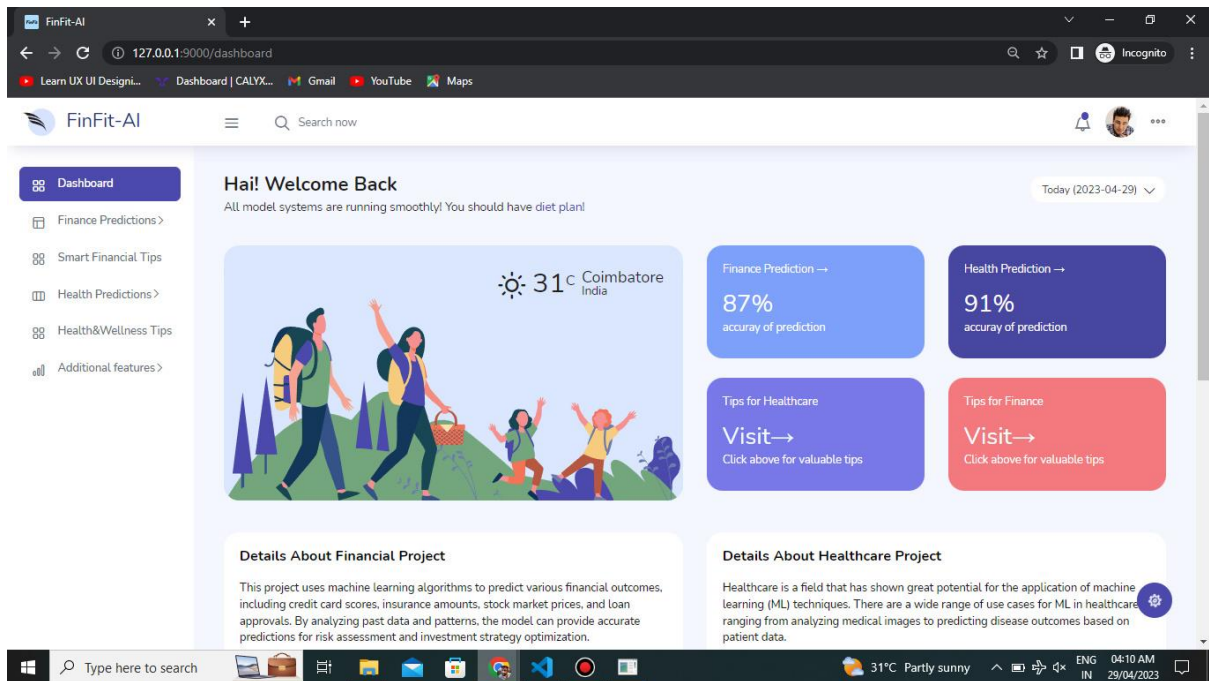 FinFit-AI
127.0.0.1:9000/dashboard
Incognito
Learn UX UI Designi... Dashboard | CALYX... Gmail YouTube Maps
FinFit-AI
Search now
Dashboard
Finance Predictions >
Smart Financial Tips
Health Predictions >
Health&Wellness Tips
Additional features >
Hai! Welcome Back
All model systems are running smoothly! You should have diet plan!
Today (2023-04-29)
31C Coimbatore
India
Finance Prediction →
87%
accuray of prediction
Health Prediction →
91%
accuray of prediction
Tips for Healthcare
Visit→
Click above for valuable tips
Tips for Finance
Visit→
Click above for valuable tips
Details About Financial Project
This project uses machine learning algorithms to predict various financial outcomes,
including credit card scores, insurance amounts, stock market prices, and loan
approvals. By analyzing past data and patterns, the model can provide accurate
predictions for risk assessment and investment strategy optimization.
Details About Healthcare Project
Healthcare is a field that has shown great potential for the application of machine
learning (ML) techniques. There are a wide range of use cases for ML in healthcare
ranging from analyzing medical images to predicting disease outcomes based on
patient data.
Type here to search
31°C Partly sunny
ENG
IN
04:10 AM
29/04/2023